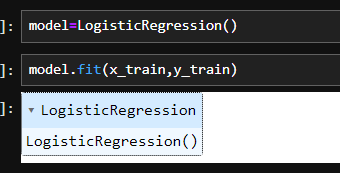 ]: model=LogisticRegression()
]: model.fit(x_train,y_train)
]: ▾ LogisticRegression
LogisticRegression()